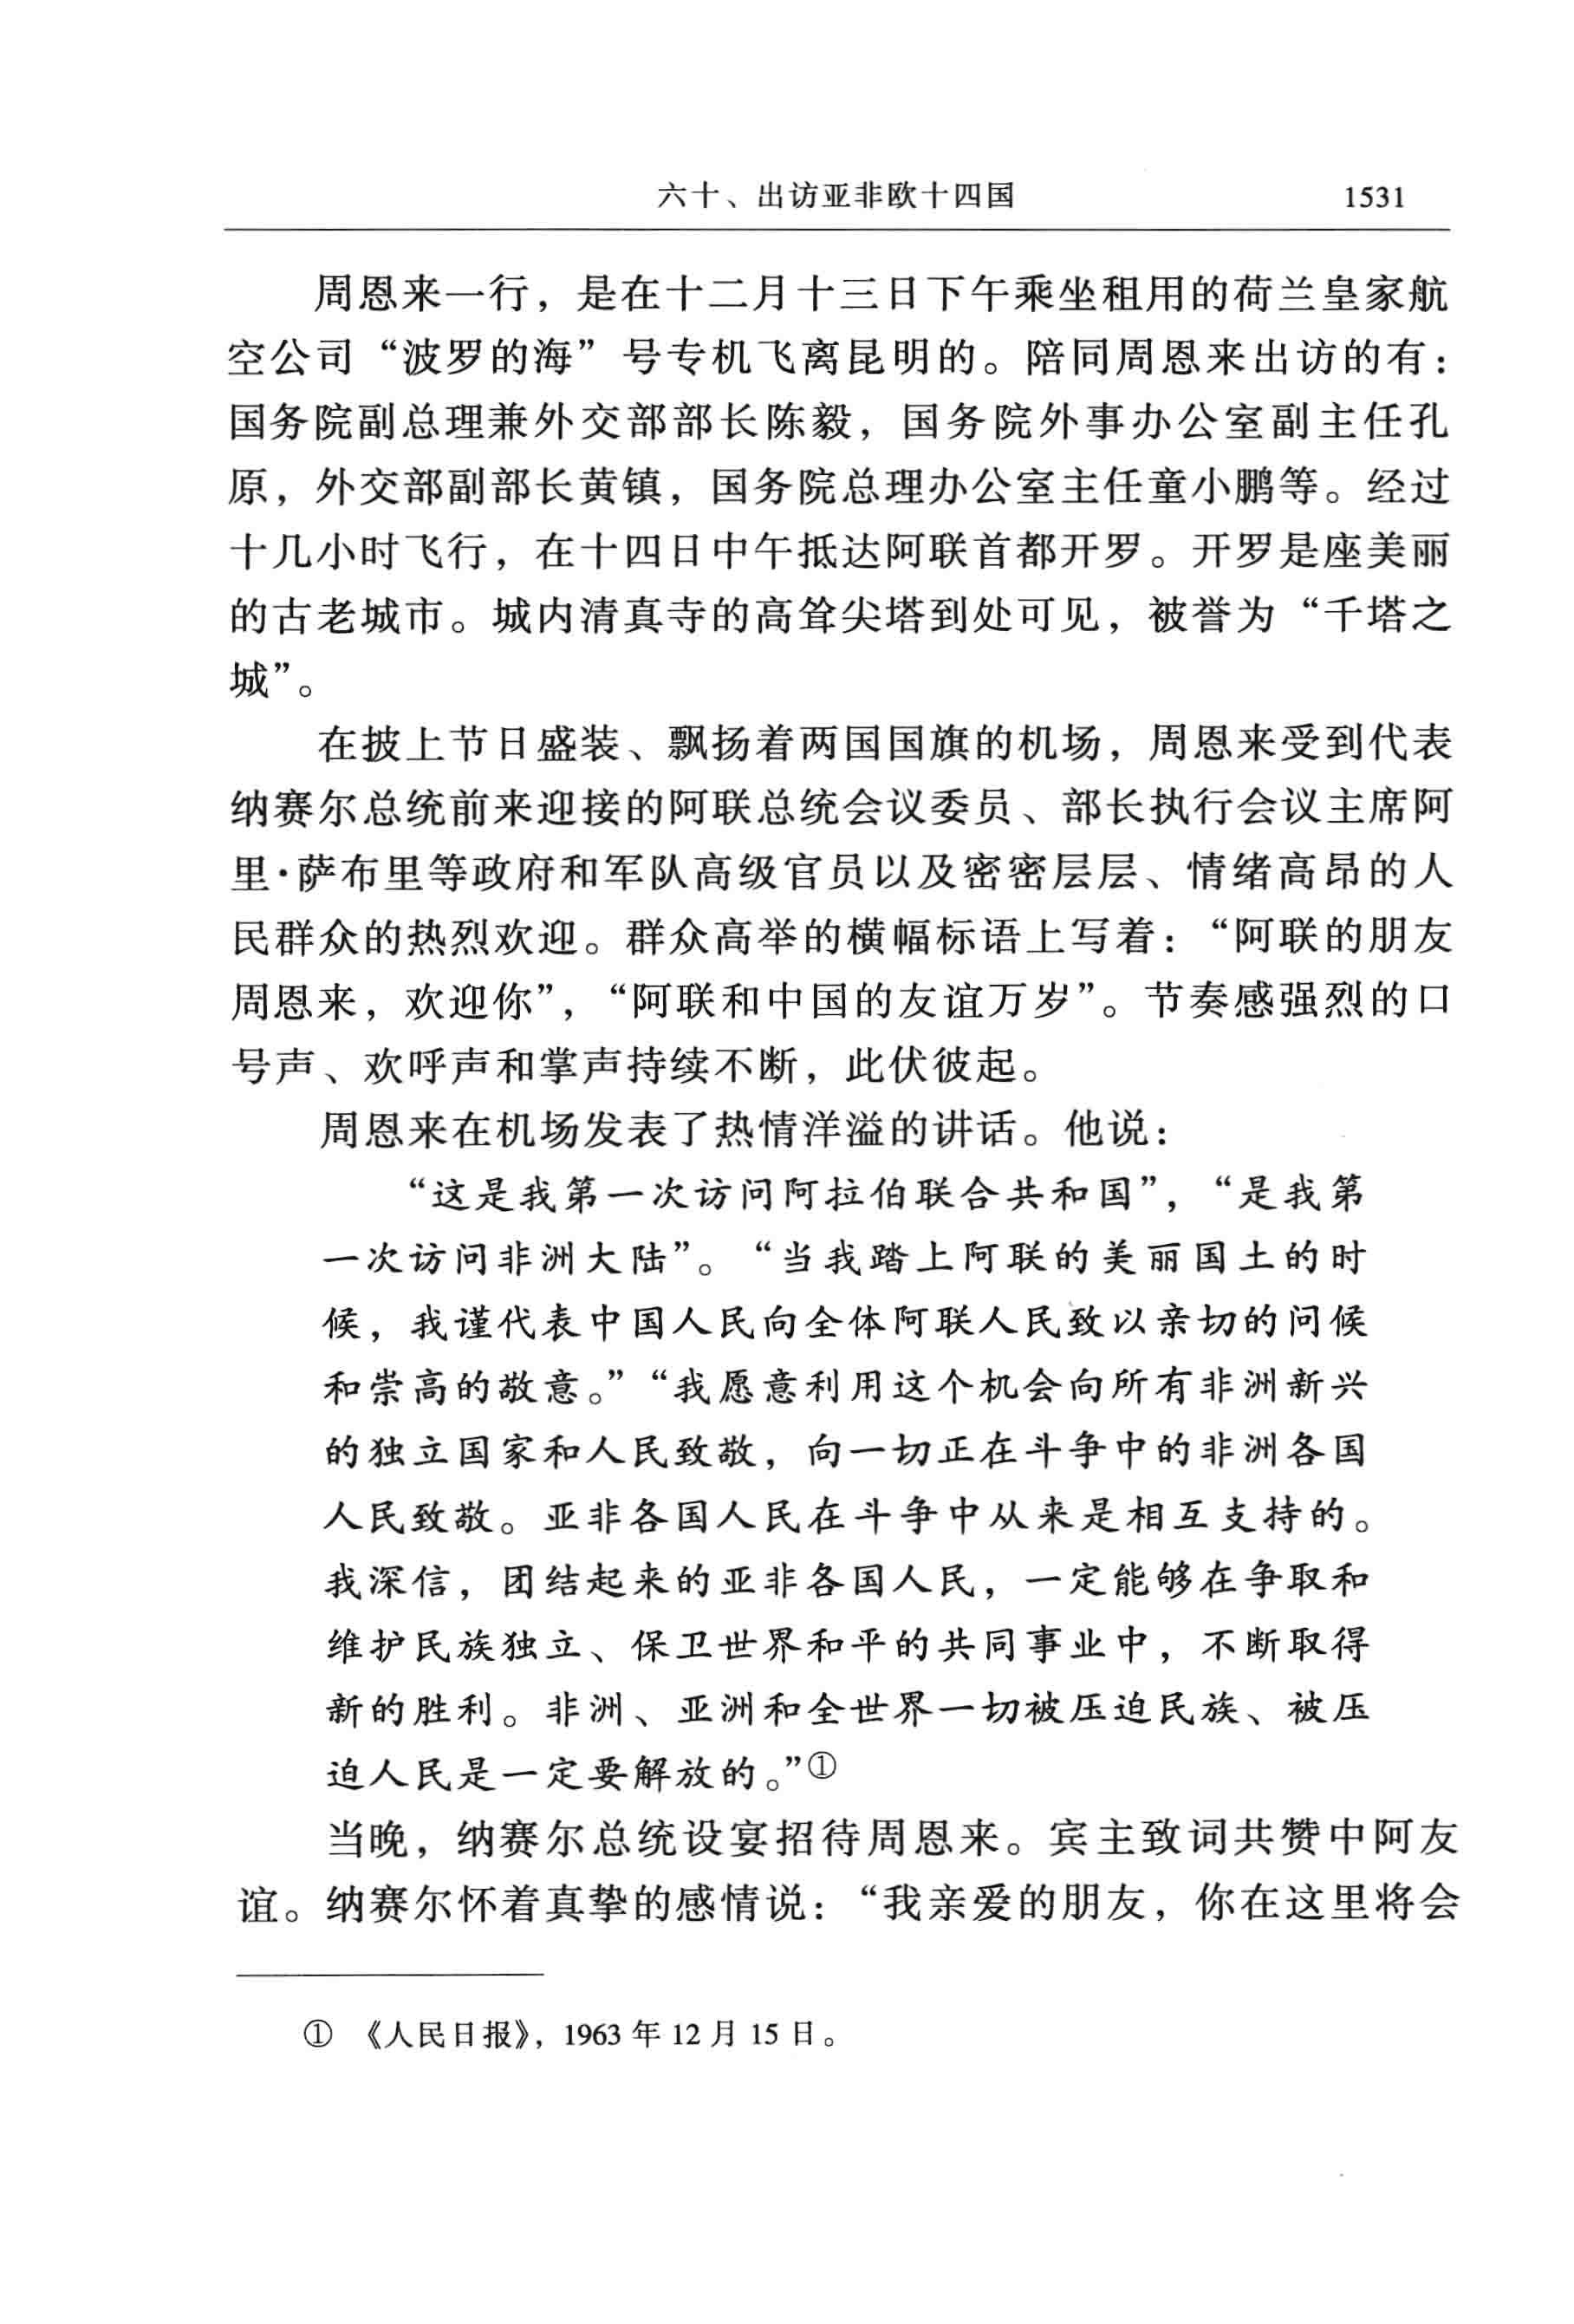 六十、出访亚非欧十四国 1531
周恩来一行，是在十二月十三日下午乘坐租用的荷兰皇家航
空公司“波罗的海”号专机飞离昆明的。陪同周恩来出访的有：
国务院副总理兼外交部部长陈毅，国务院外事办公室副主任孔
原，外交部副部长黄镇，国务院总理办公室主任童小鹏等。经过
十几小时飞行，在十四日中午抵达阿联首都开罗。开罗是座美丽
的古老城市。城内清真寺的高耸尖塔到处可见，被誉为“千塔之
城”。
在披上节日盛装、飘扬着两国国旗的机场，周恩来受到代表
纳赛尔总统前来迎接的阿联总统会议委员、部长执行会议主席阿
里·萨布里等政府和军队高级官员以及密密层层、情绪高昂的人
民群众的热烈欢迎。群众高举的横幅标语上写着：“阿联的朋友
周恩来，欢迎你”，“阿联和中国的友谊万岁”。节奏感强烈的口
号声、欢呼声和掌声持续不断，此伏彼起。
周恩来在机场发表了热情洋溢的讲话。他说：
“这是我第一次访问阿拉伯联合共和国”，“是我第
一次访问非洲大陆”。“当我踏上阿联的美丽国土的时
候，我谨代表中国人民向全体阿联人民致以亲切的问候
和崇高的敬意。”“我愿意利用这个机会向所有非洲新兴
的独立国家和人民致敬，向一切正在斗争中的非洲各国
人民致敬。亚非各国人民在斗争中从来是相互支持的。
我深信，团结起来的亚非各国人民，一定能够在争取和
维护民族独立、保卫世界和平的共同事业中，不断取得
新的胜利。非洲、亚洲和全世界一切被压迫民族、被压
迫人民是一定要解放的。”①
当晚，纳赛尔总统设宴招待周恩来。宾主致词共赞中阿友
谊。纳赛尔怀着真挚的感情说：“我亲爱的朋友，你在这里将会
① 《人民日报》，1963 年 12 月 15 日。